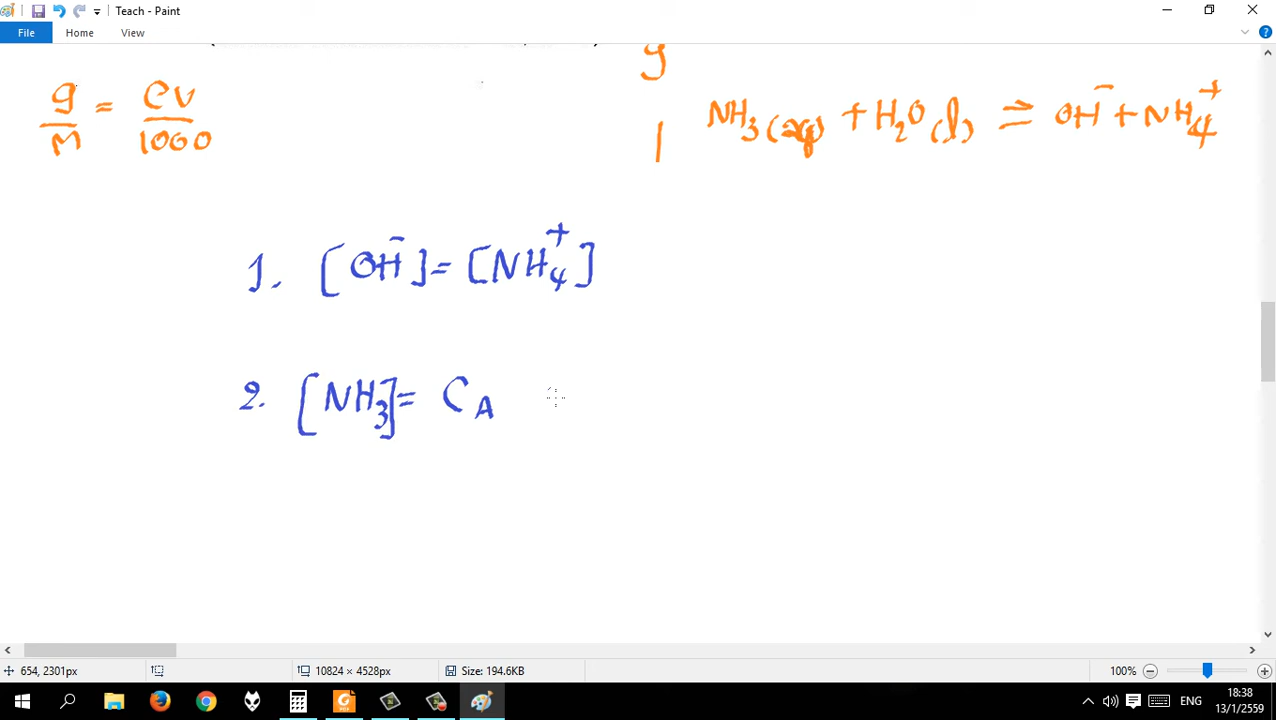 Teach - Paint
File Home View
g/M = CV/1000
g
1 NH3(aq) + H2O(l) ⇌ OH⁻ + NH4⁺
1. [OH⁻] = [NH4⁺]
2. [NH3] = CA
654, 2301px 10824 × 4528px Size: 194.6KB 100%
ENG 18:38
13/1/2559